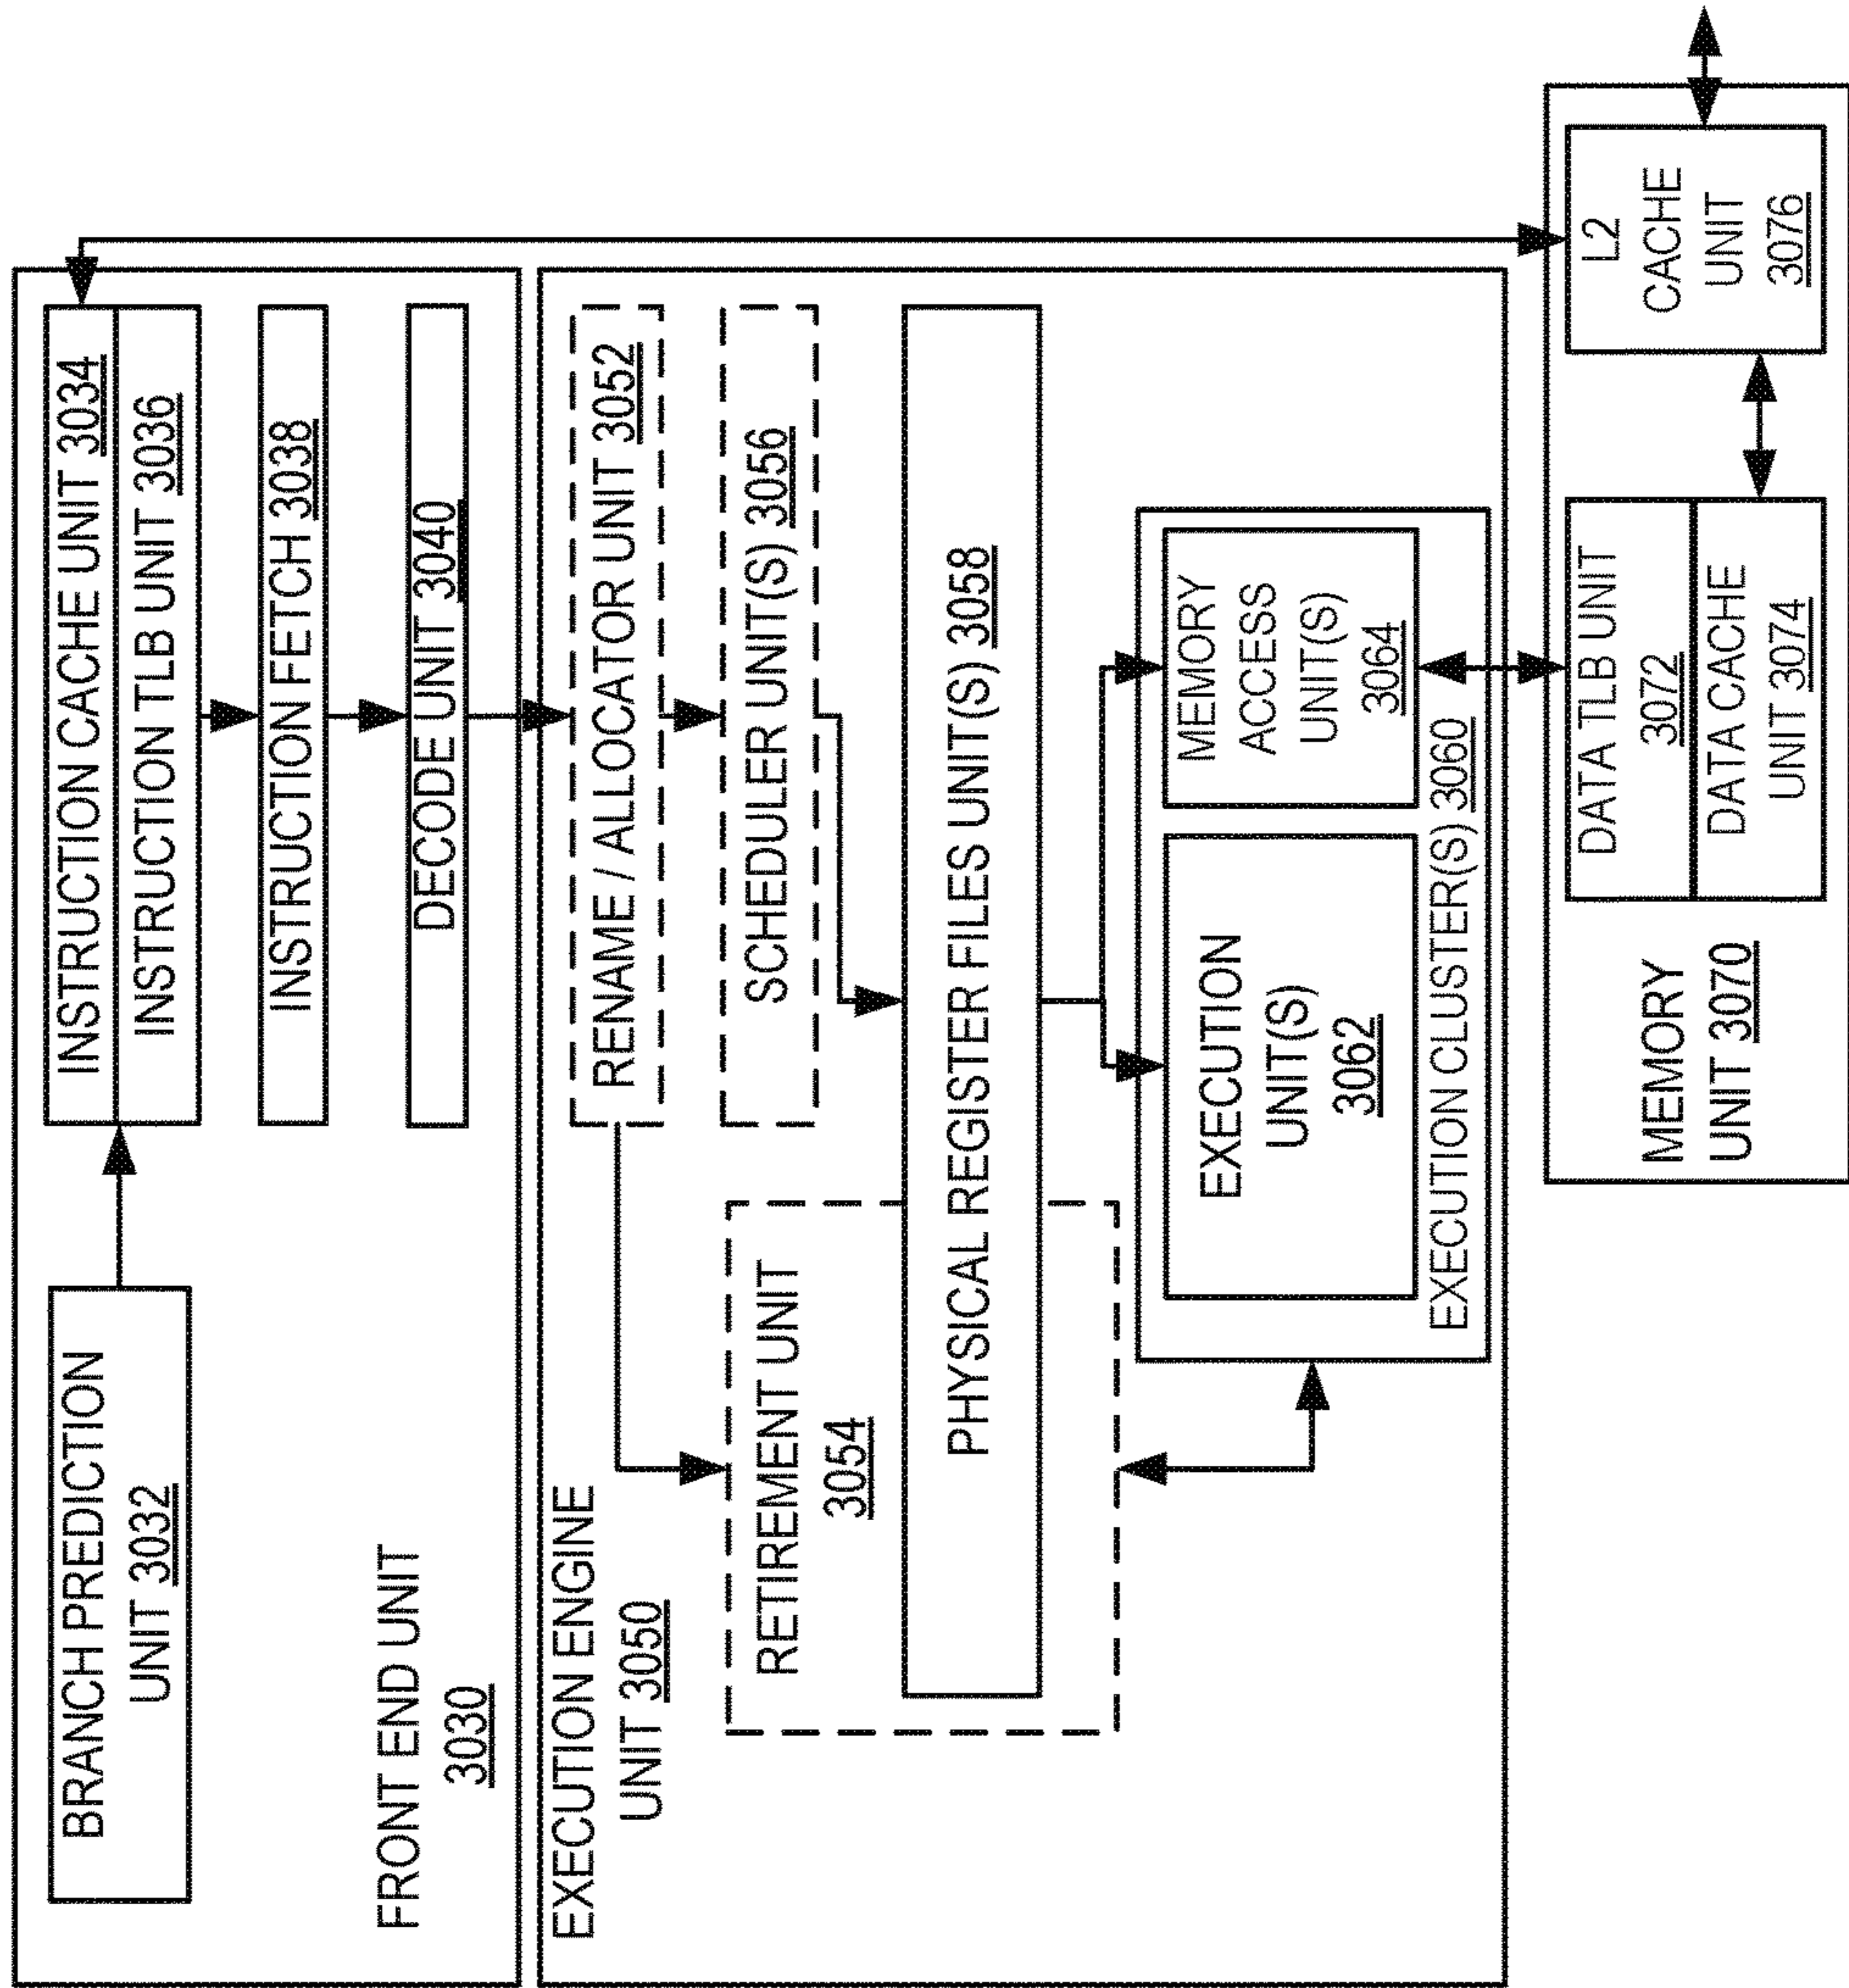 BRANCH PREDICTION
UNIT 3032
INSTRUCTION CACHE UNIT 3034
INSTRUCTION TLB UNIT 3036
INSTRUCTION FETCH 3038
DECODE UNIT 3040
FRONT END UNIT
3030
EXECUTION ENGINE
UNIT 3050
RENAME / ALLOCATOR UNIT 3052
RETIREMENT UNIT
3054
SCHEDULER UNIT(S) 3056
PHYSICAL REGISTER FILES UNIT(S) 3058
EXECUTION
UNIT(S)
3062
MEMORY
ACCESS
UNIT(S)
3064
EXECUTION CLUSTER(S) 3060
MEMORY
UNIT 3070
DATA TLB UNIT
3072
DATA CACHE
UNIT 3074
L2
CACHE
UNIT
3076